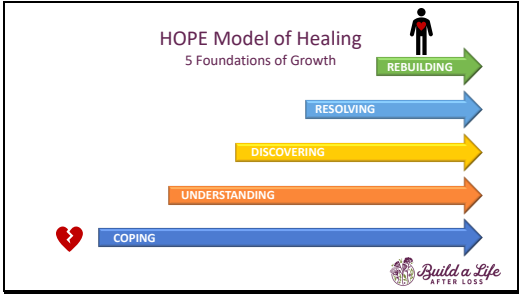 HOPE Model of Healing
5 Foundations of Growth
REBUILDING
RESOLVING
DISCOVERING
UNDERSTANDING
COPING
Build a Life
AFTER LOSS